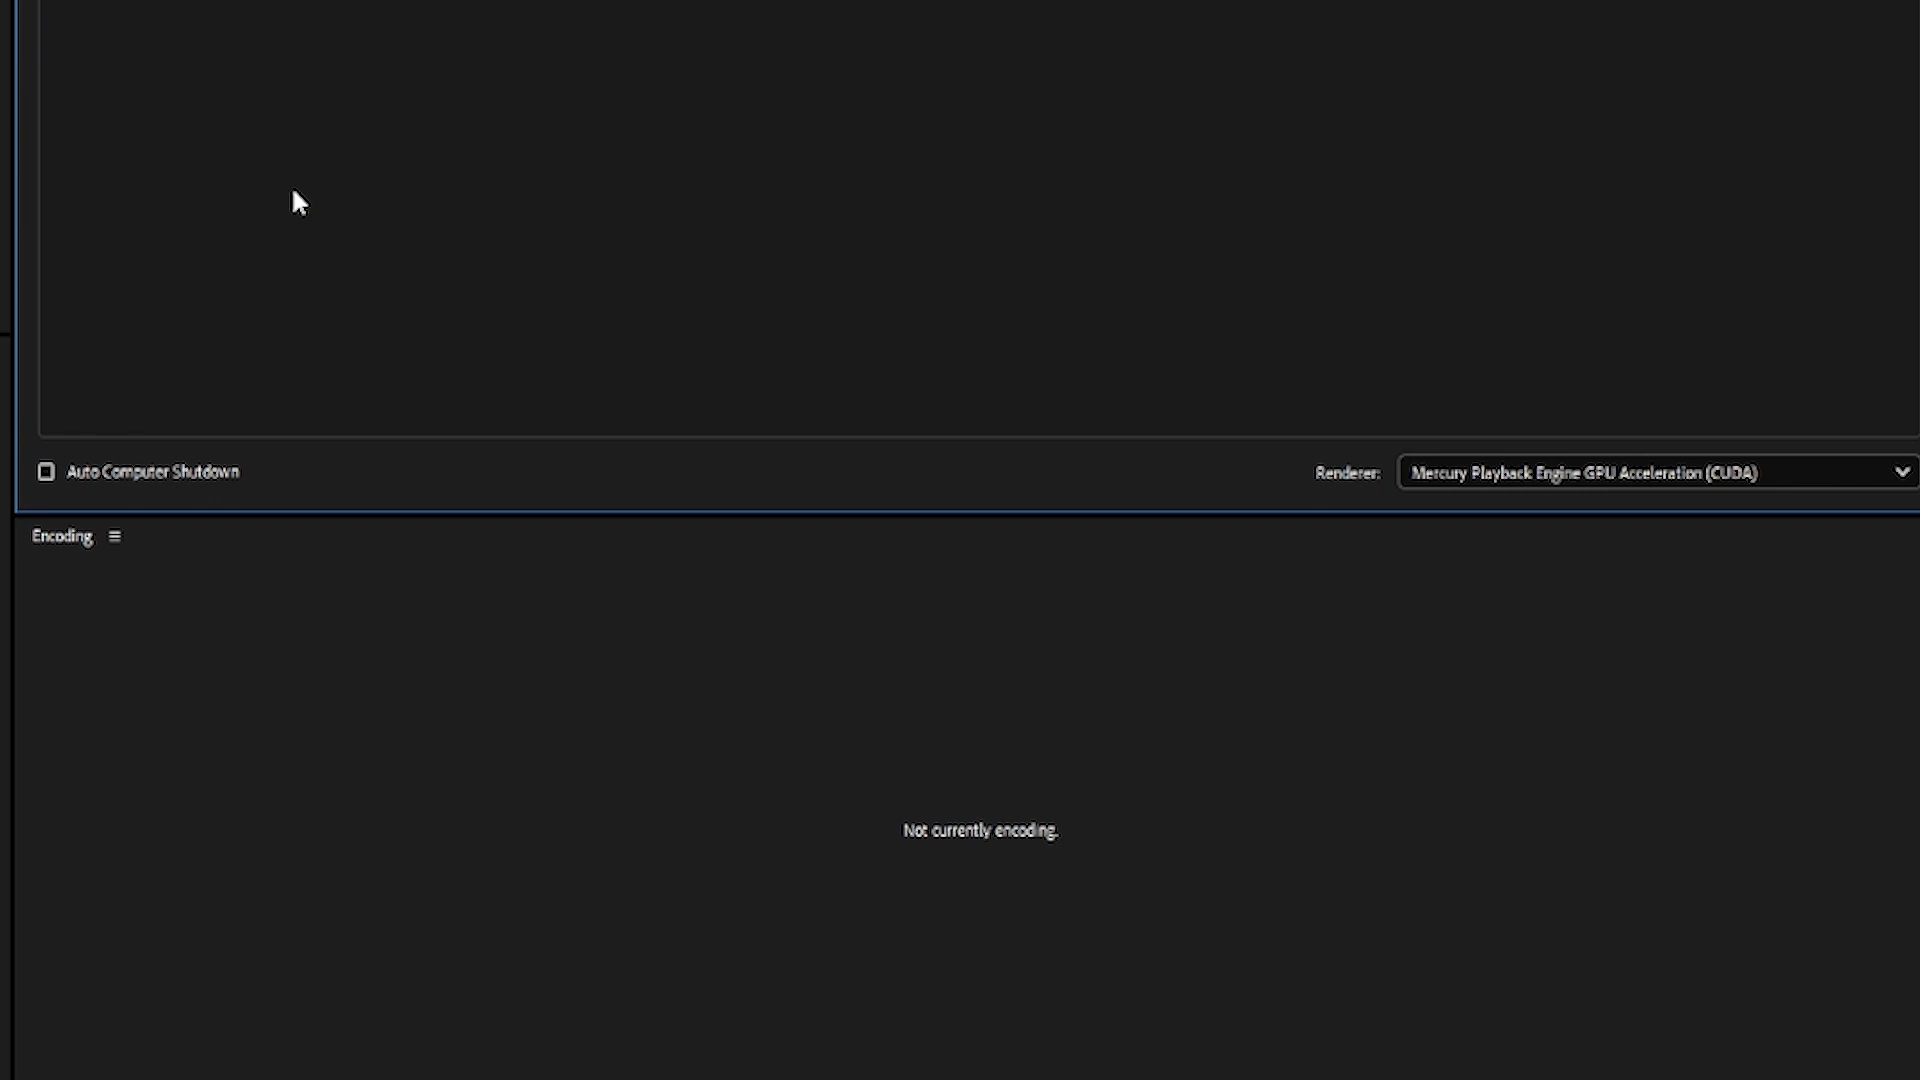 Auto Computer Shutdown
Renderer: Mercury Playback Engine GPU Acceleration (CUDA)
Encoding
Not currently encoding.